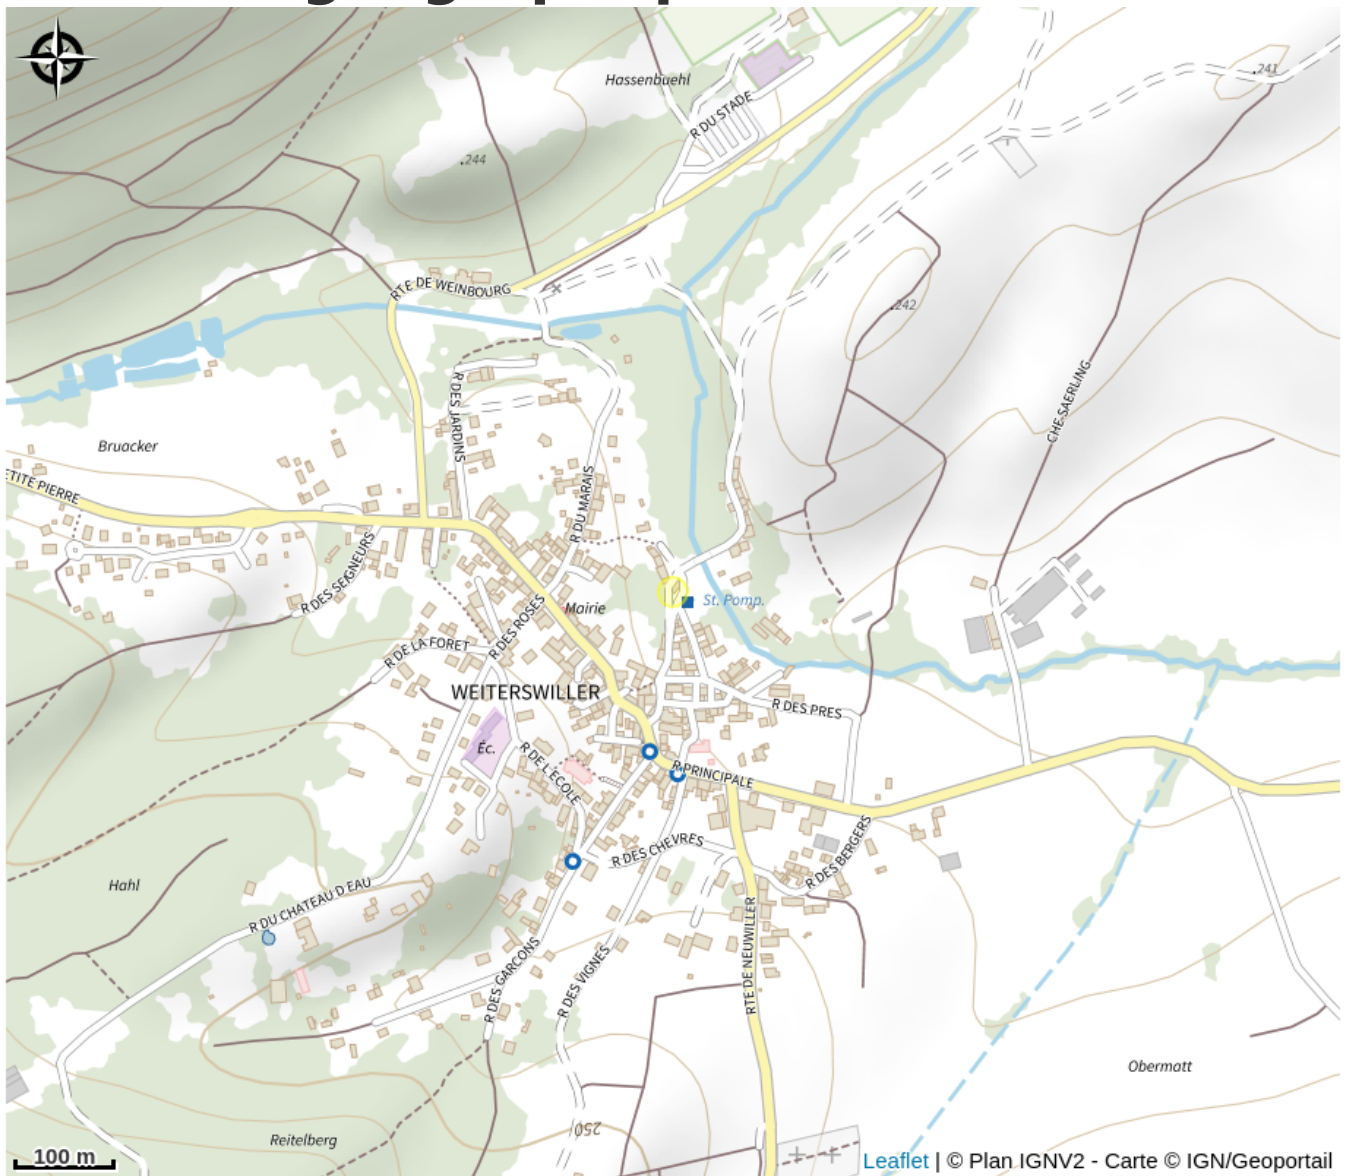 Hassenbuehl
.241
R DU STADE
.244
RTE DE WEINBOURG
.242
CHE SAERLING
R DES JARDINS
Bruacker
ETITE PIERRE
R DU MARAIS
R DES SEIGNEURS
R DES ROSES
Mairie
St. Pomp.
R DE LA FORET
WEITERSWILLER
R DES PRES
Éc.
R DE L'ECOLE
R PRINCIPALE
R DES CHEVRES
R DES BERGERS
Hahl
R DU CHATEAU D EAU
R DES GARCONS
R DES VIGNES
RTE DE NEUWILLER
Obermatt
250
Reitelberg
100 m
Leaflet | © Plan IGNV2 - Carte © IGN/Geoportail